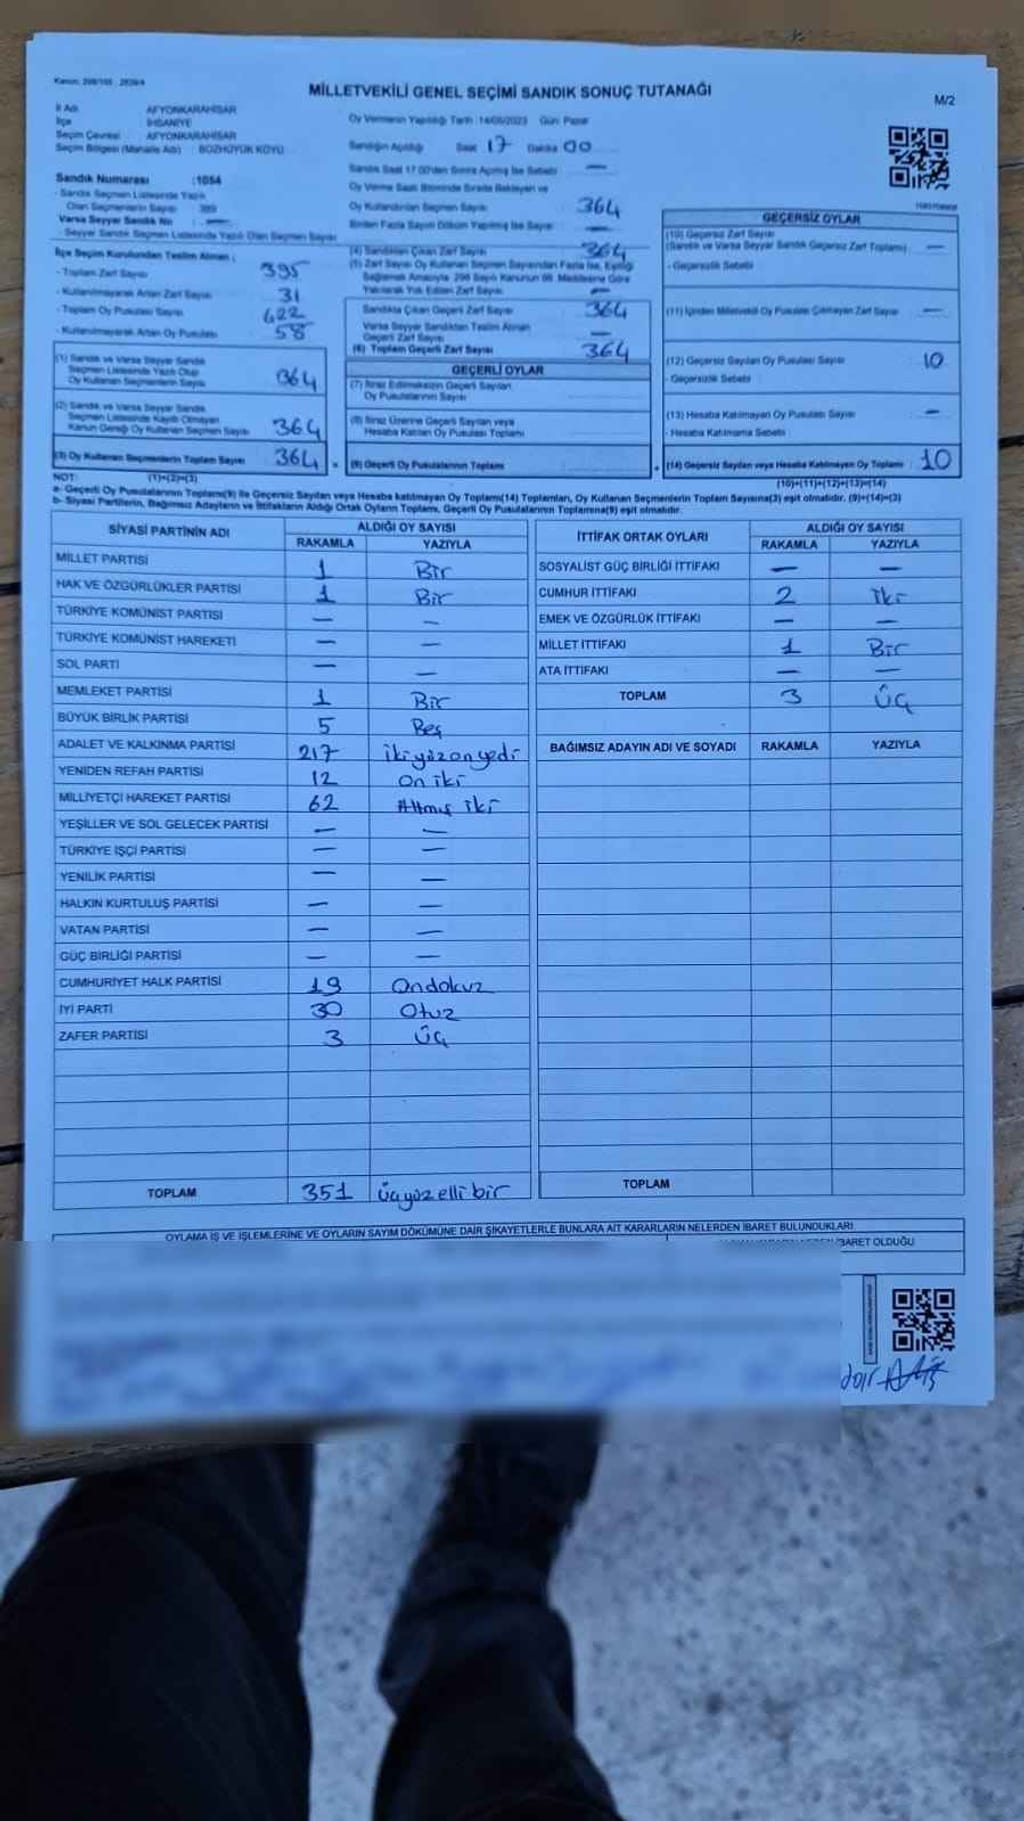 MİLLETVEKİLİ GENEL SEÇİMİ SANDIK SONUÇ TUTANAĞI
M/2
İl Adı : AFYONKARAHİSAR
İlçe : İHSANİYE
Seçim Çevresi : AFYONKARAHİSAR
Seçim Bölgesi (Mahalle Adı) : BOZHÜYÜK KÖYÜ
Sandık Numarası : 1054
- Sandık Seçmen Listesinde Yazılı
Olan Seçmenlerin Sayısı : 389
Varsa Seyyar Sandık No : —
- Seyyar Sandık Seçmen Listesinde Yazılı Olan Seçmen Sayısı
Oy Vermenin Yapıldığı Tarih : 14/05/2023 Gün: Pazar
Sandığın Açıldığı Saat 17 Dakika 00
Sandık Saat 17.00'den Sonra Açılmış İse Sebebi —
Oy Verme Saati Bitiminde Sırada Bekleyen ve
Oy Kullandırılan Seçmen Sayısı 364
Birden Fazla Sayım Döküm Yapılmış İse Sayısı —
İlçe Seçim Kurulundan Teslim Alınan ;
- Toplam Zarf Sayısı 395
- Kullanılmayarak Artan Zarf Sayısı 31
- Toplam Oy Pusulası Sayısı 422
- Kullanılmayarak Artan Oy Pusulası 58
(1) Sandık ve Varsa Seyyar Sandık
Seçmen Listesinde Yazılı Olup
Oy Kullanan Seçmenlerin Sayısı 364
(2) Sandık ve Varsa Seyyar Sandık
Seçmen Listesinde Kayıtlı Olmayan
Kanun Gereği Oy Kullanan Seçmen Sayısı 364
(3) Oy Kullanan Seçmenlerin Toplam Sayısı 364
(4) Sandıktan Çıkan Zarf Sayısı 364
(5) Zarf Sayısı Oy Kullanan Seçmen Sayısından Fazla İse, Eşitliği
Sağlamak Amacıyla 298 Sayılı Kanunun 98. Maddesine Göre
Yakılarak Yok Edilen Zarf Sayısı —
Sandıkta Çıkan Geçerli Zarf Sayısı 364
Varsa Seyyar Sandıktan Teslim Alınan
Geçerli Zarf Sayısı —
(6) Toplam Geçerli Zarf Sayısı 364
GEÇERLİ OYLAR
(7) İtiraz Edilmeksizin Geçerli Sayılan
Oy Pusulalarının Sayısı
(8) İtiraz Üzerine Geçerli Sayılan veya
Hesaba Katılan Oy Pusulası Toplamı
(9) Geçerli Oy Pusulalarının Toplamı
GEÇERSİZ OYLAR
(10) Geçersiz Zarf Sayısı
(Sandık ve Varsa Seyyar Sandık Geçersiz Zarf Toplamı) —
- Geçersizlik Sebebi
(11) İçinden Milletvekili Oy Pusulası Çıkmayan Zarf Sayısı —
(12) Geçersiz Sayılan Oy Pusulası Sayısı 10
- Geçersizlik Sebebi
(13) Hesaba Katılmayan Oy Pusulası Sayısı —
- Hesaba Katılmama Sebebi
(14) Geçersiz Sayılan veya Hesaba Katılmayan Oy Toplamı 10
NOT: (1)+(2)=(3) (10)+(11)+(12)+(13)=(14)
a- Geçerli Oy Pusulalarının Toplamı(9) ile Geçersiz Sayılan veya Hesaba katılmayan Oy Toplamı(14) Toplamları, Oy Kullanan Seçmenlerin Toplam Sayısına(3) eşit olmalıdır. (9)+(14)=(3)
b- Siyasi Partilerin, Bağımsız Adayların ve İttifakların Aldığı Ortak Oyların Toplamı, Geçerli Oy Pusulalarının Toplamına(9) eşit olmalıdır.
SİYASİ PARTİNİN ADI ALDIĞI OY SAYISI
RAKAMLA YAZIYLA
MİLLET PARTİSİ 1 Bir
HAK VE ÖZGÜRLÜKLER PARTİSİ 1 Bir
TÜRKİYE KOMÜNİST PARTİSİ — —
TÜRKİYE KOMÜNİST HAREKETİ — —
SOL PARTİ — —
MEMLEKET PARTİSİ 1 Bir
BÜYÜK BİRLİK PARTİSİ 5 Beş
ADALET VE KALKINMA PARTİSİ 217 ikiyüzonyedi
YENİDEN REFAH PARTİSİ 12 on iki
MİLLİYETÇİ HAREKET PARTİSİ 62 Altmış iki
YEŞİLLER VE SOL GELECEK PARTİSİ — —
TÜRKİYE İŞÇİ PARTİSİ — —
YENİLİK PARTİSİ — —
HALKIN KURTULUŞ PARTİSİ — —
VATAN PARTİSİ — —
GÜÇ BİRLİĞİ PARTİSİ — —
CUMHURİYET HALK PARTİSİ 19 Ondokuz
İYİ PARTİ 30 Otuz
ZAFER PARTİSİ 3 Üç
TOPLAM 351 üçyüz elli bir
İTTİFAK ORTAK OYLARI ALDIĞI OY SAYISI
RAKAMLA YAZIYLA
SOSYALİST GÜÇ BİRLİĞİ İTTİFAKI — —
CUMHUR İTTİFAKI 2 iki
EMEK VE ÖZGÜRLÜK İTTİFAKI — —
MİLLET İTTİFAKI 1 Bir
ATA İTTİFAKI — —
TOPLAM 3 Üç
BAĞIMSIZ ADAYIN ADI VE SOYADI RAKAMLA YAZIYLA
TOPLAM
OYLAMA İŞ VE İŞLEMLERİNE VE OYLARIN SAYIM DÖKÜMÜNE DAİR ŞİKAYETLERLE BUNLARA AİT KARARLARIN NELERDEN İBARET BULUNDUKLARI
İBARET OLDUĞU